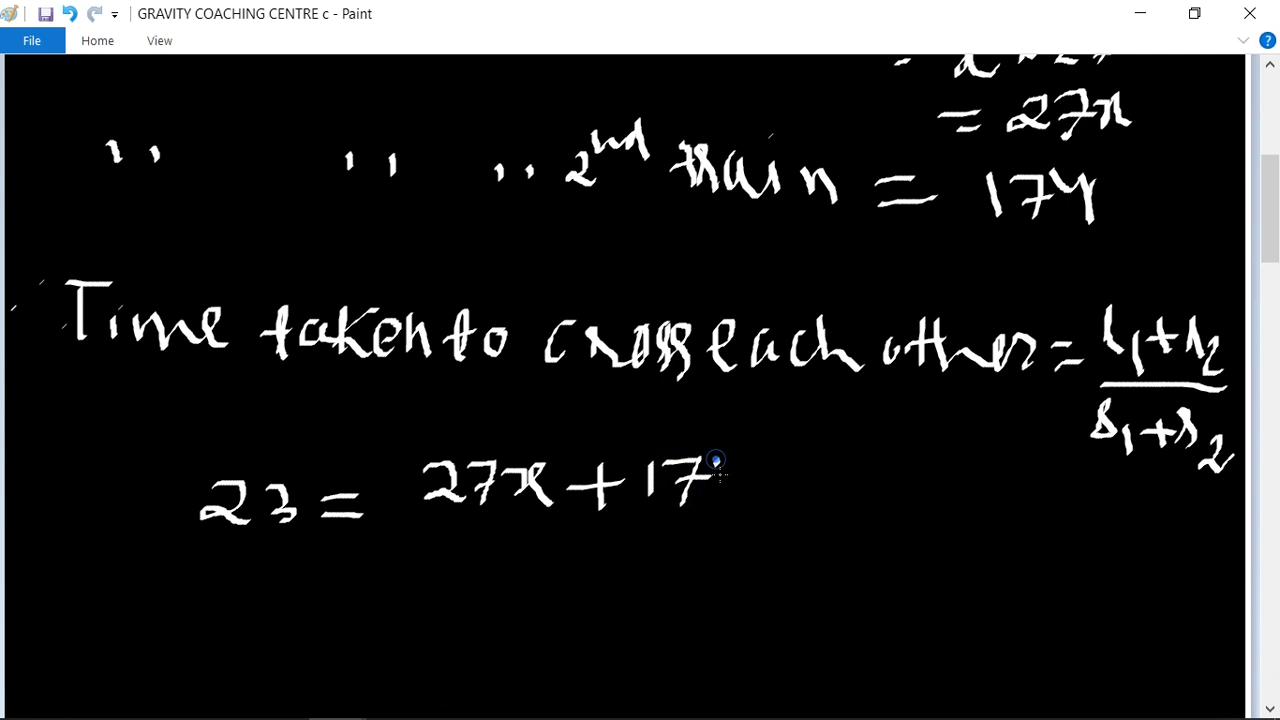 GRAVITY COACHING CENTRE c - Paint
File Home View
= 27x
,, ,, ,, 2nd train = 17y
Time taken to cross each other = l1+l2
s1+s2
23 = 27x + 17